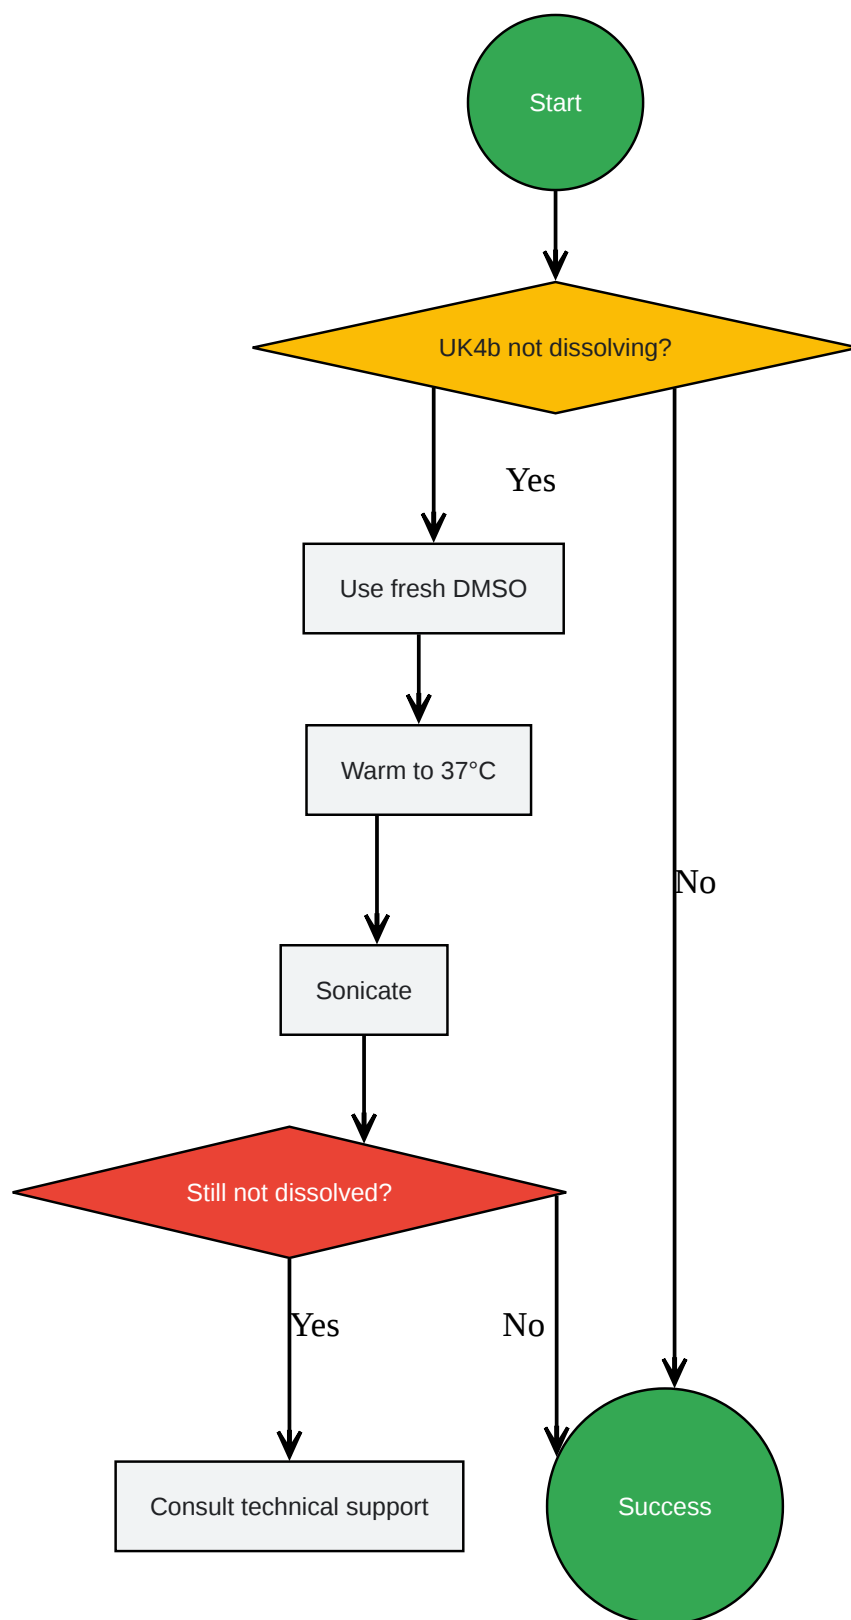 Start
UK4b not dissolving?
Yes
Use fresh DMSO
Warm to 37°C
No
Sonicate
Still not dissolved?
Yes
No
Consult technical support
Success